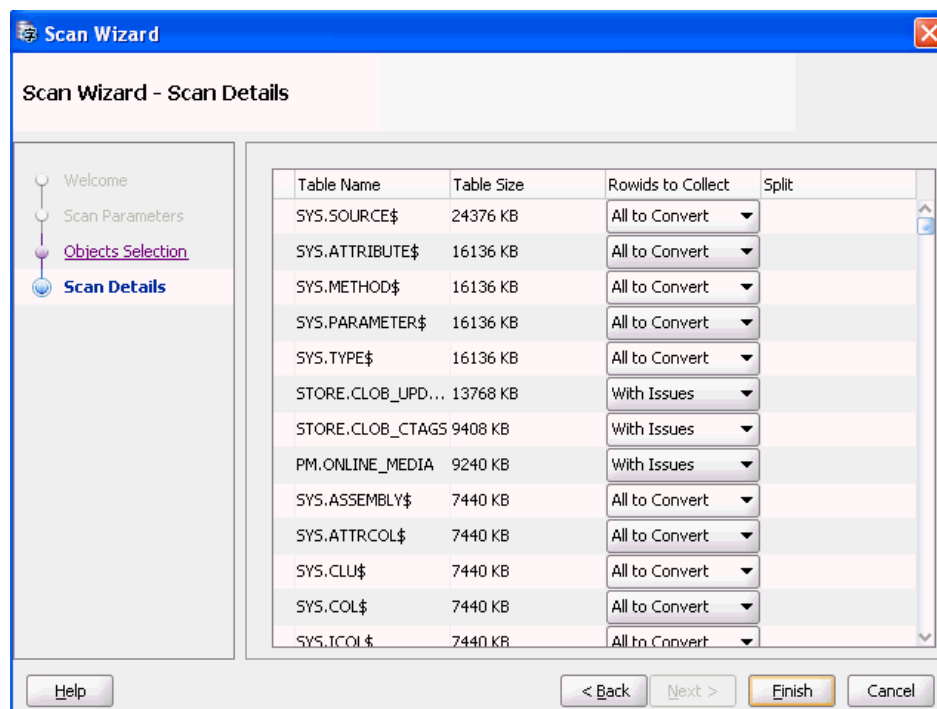 Scan Wizard
Scan Wizard - Scan Details
Welcome
Scan Parameters
Objects Selection
Scan Details
Table Name Table Size Rowids to Collect Split
SYS.SOURCE$ 24376 KB All to Convert
SYS.ATTRIBUTE$ 16136 KB All to Convert
SYS.METHOD$ 16136 KB All to Convert
SYS.PARAMETER$ 16136 KB All to Convert
SYS.TYPE$ 16136 KB All to Convert
STORE.CLOB_UPD... 13768 KB With Issues
STORE.CLOB_CTAGS 9408 KB With Issues
PM.ONLINE_MEDIA 9240 KB With Issues
SYS.ASSEMBLY$ 7440 KB All to Convert
SYS.ATTRCOL$ 7440 KB All to Convert
SYS.CLU$ 7440 KB All to Convert
SYS.COL$ 7440 KB All to Convert
SYS.ICOL$ 7440 KB All to Convert
Help < Back Next > Finish Cancel